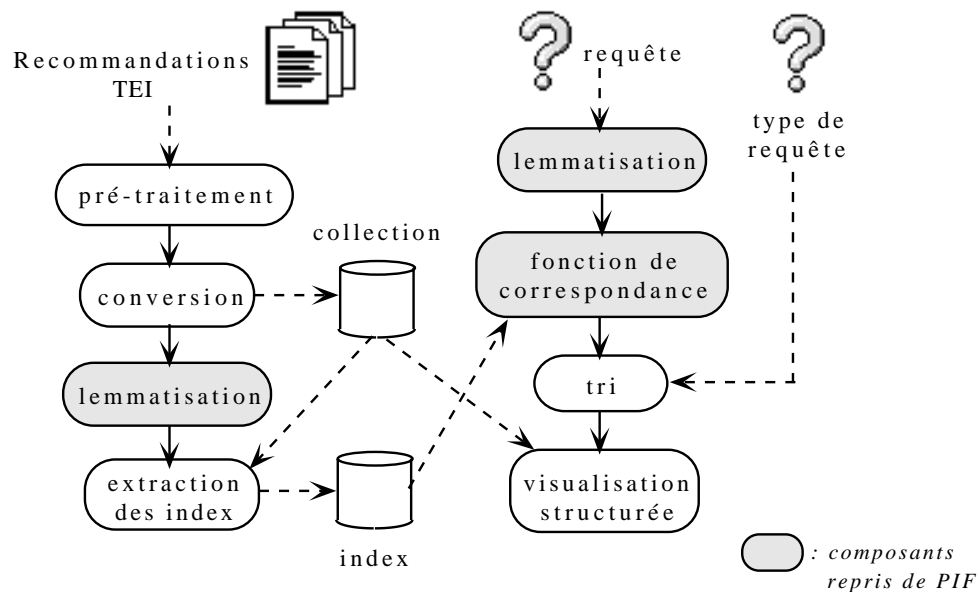 Recommandations
TEI
pré-traitement
conversion
lemmatisation
extraction
des index
collection
index
requête
lemmatisation
fonction de
correspondance
tri
visualisation
structurée
type de
requête
: composants
repris de PIF